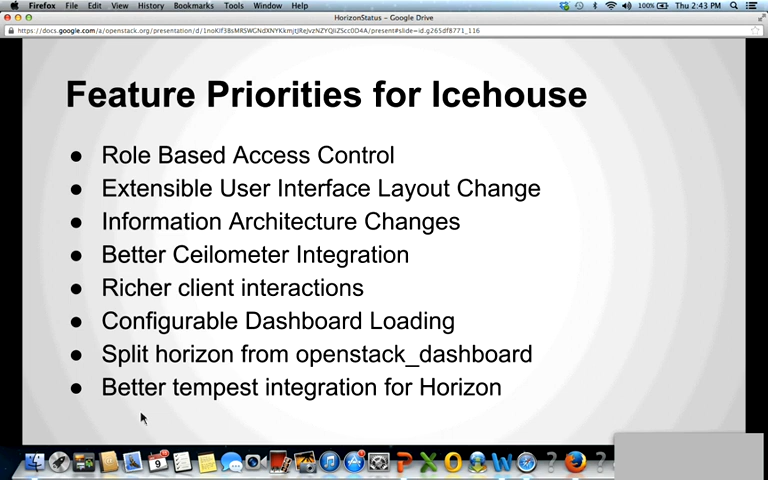 Firefox File Edit View History Bookmarks Tools Window Help 100% Thu 2:43 PM
HorizonStatus – Google Drive
Feature Priorities for Icehouse
● Role Based Access Control
● Extensible User Interface Layout Change
● Information Architecture Changes
● Better Ceilometer Integration
● Richer client interactions
● Configurable Dashboard Loading
● Split horizon from openstack_dashboard
● Better tempest integration for Horizon